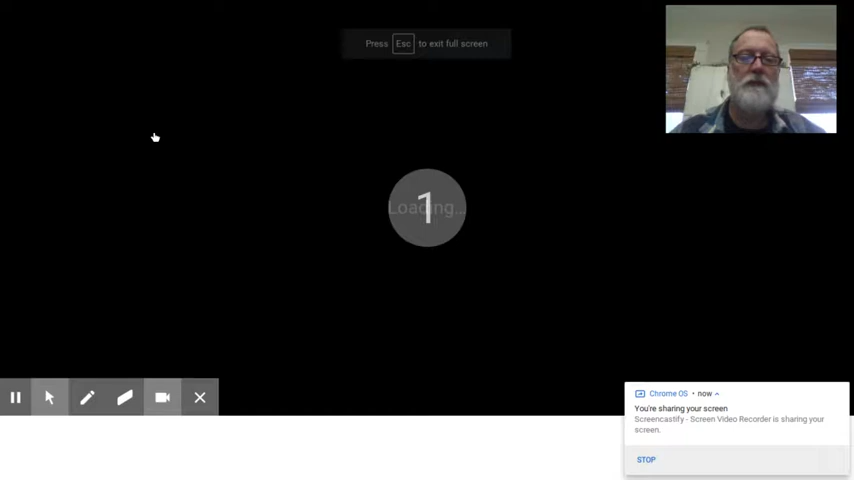 Press Esc to exit full screen
Loading...
1
Chrome OS • now
You're sharing your screen
Screencastify - Screen Video Recorder is sharing your
screen.
STOP